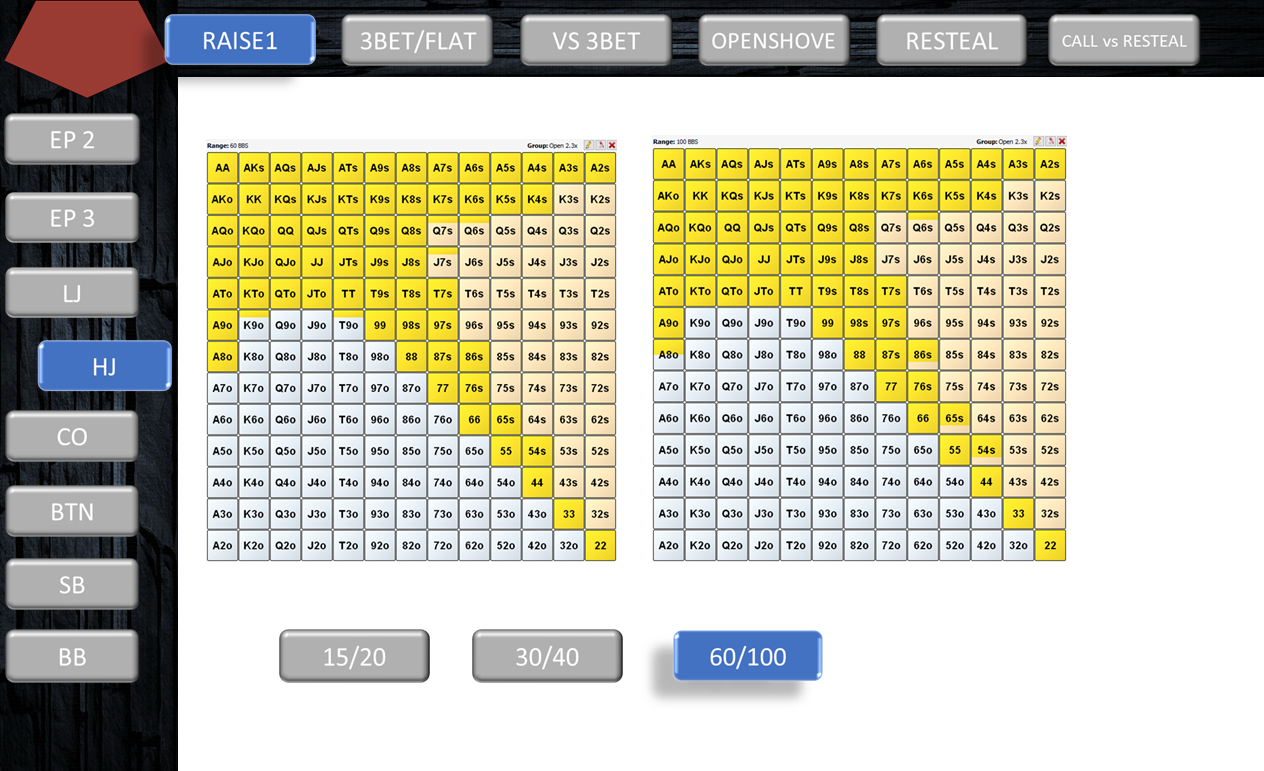 RAISE1 3BET/FLAT VS 3BET OPENSHOVE RESTEAL CALL vs RESTEAL
EP 2
EP 3
LJ
HJ
CO
BTN
SB
BB
Range: 60 BBS Group: Open 2.3x
AA AKs AQs AJs ATs A9s A8s A7s A6s A5s A4s A3s A2s
AKo KK KQs KJs KTs K9s K8s K7s K6s K5s K4s K3s K2s
AQo KQo QQ QJs QTs Q9s Q8s Q7s Q6s Q5s Q4s Q3s Q2s
AJo KJo QJo JJ JTs J9s J8s J7s J6s J5s J4s J3s J2s
ATo KTo QTo JTo TT T9s T8s T7s T6s T5s T4s T3s T2s
A9o K9o Q9o J9o T9o 99 98s 97s 96s 95s 94s 93s 92s
A8o K8o Q8o J8o T8o 98o 88 87s 86s 85s 84s 83s 82s
A7o K7o Q7o J7o T7o 97o 87o 77 76s 75s 74s 73s 72s
A6o K6o Q6o J6o T6o 96o 86o 76o 66 65s 64s 63s 62s
A5o K5o Q5o J5o T5o 95o 85o 75o 65o 55 54s 53s 52s
A4o K4o Q4o J4o T4o 94o 84o 74o 64o 54o 44 43s 42s
A3o K3o Q3o J3o T3o 93o 83o 73o 63o 53o 43o 33 32s
A2o K2o Q2o J2o T2o 92o 82o 72o 62o 52o 42o 32o 22
Range: 100 BBS Group: Open 2.3x
AA AKs AQs AJs ATs A9s A8s A7s A6s A5s A4s A3s A2s
AKo KK KQs KJs KTs K9s K8s K7s K6s K5s K4s K3s K2s
AQo KQo QQ QJs QTs Q9s Q8s Q7s Q6s Q5s Q4s Q3s Q2s
AJo KJo QJo JJ JTs J9s J8s J7s J6s J5s J4s J3s J2s
ATo KTo QTo JTo TT T9s T8s T7s T6s T5s T4s T3s T2s
A9o K9o Q9o J9o T9o 99 98s 97s 96s 95s 94s 93s 92s
A8o K8o Q8o J8o T8o 98o 88 87s 86s 85s 84s 83s 82s
A7o K7o Q7o J7o T7o 97o 87o 77 76s 75s 74s 73s 72s
A6o K6o Q6o J6o T6o 96o 86o 76o 66 65s 64s 63s 62s
A5o K5o Q5o J5o T5o 95o 85o 75o 65o 55 54s 53s 52s
A4o K4o Q4o J4o T4o 94o 84o 74o 64o 54o 44 43s 42s
A3o K3o Q3o J3o T3o 93o 83o 73o 63o 53o 43o 33 32s
A2o K2o Q2o J2o T2o 92o 82o 72o 62o 52o 42o 32o 22
15/20 30/40 60/100